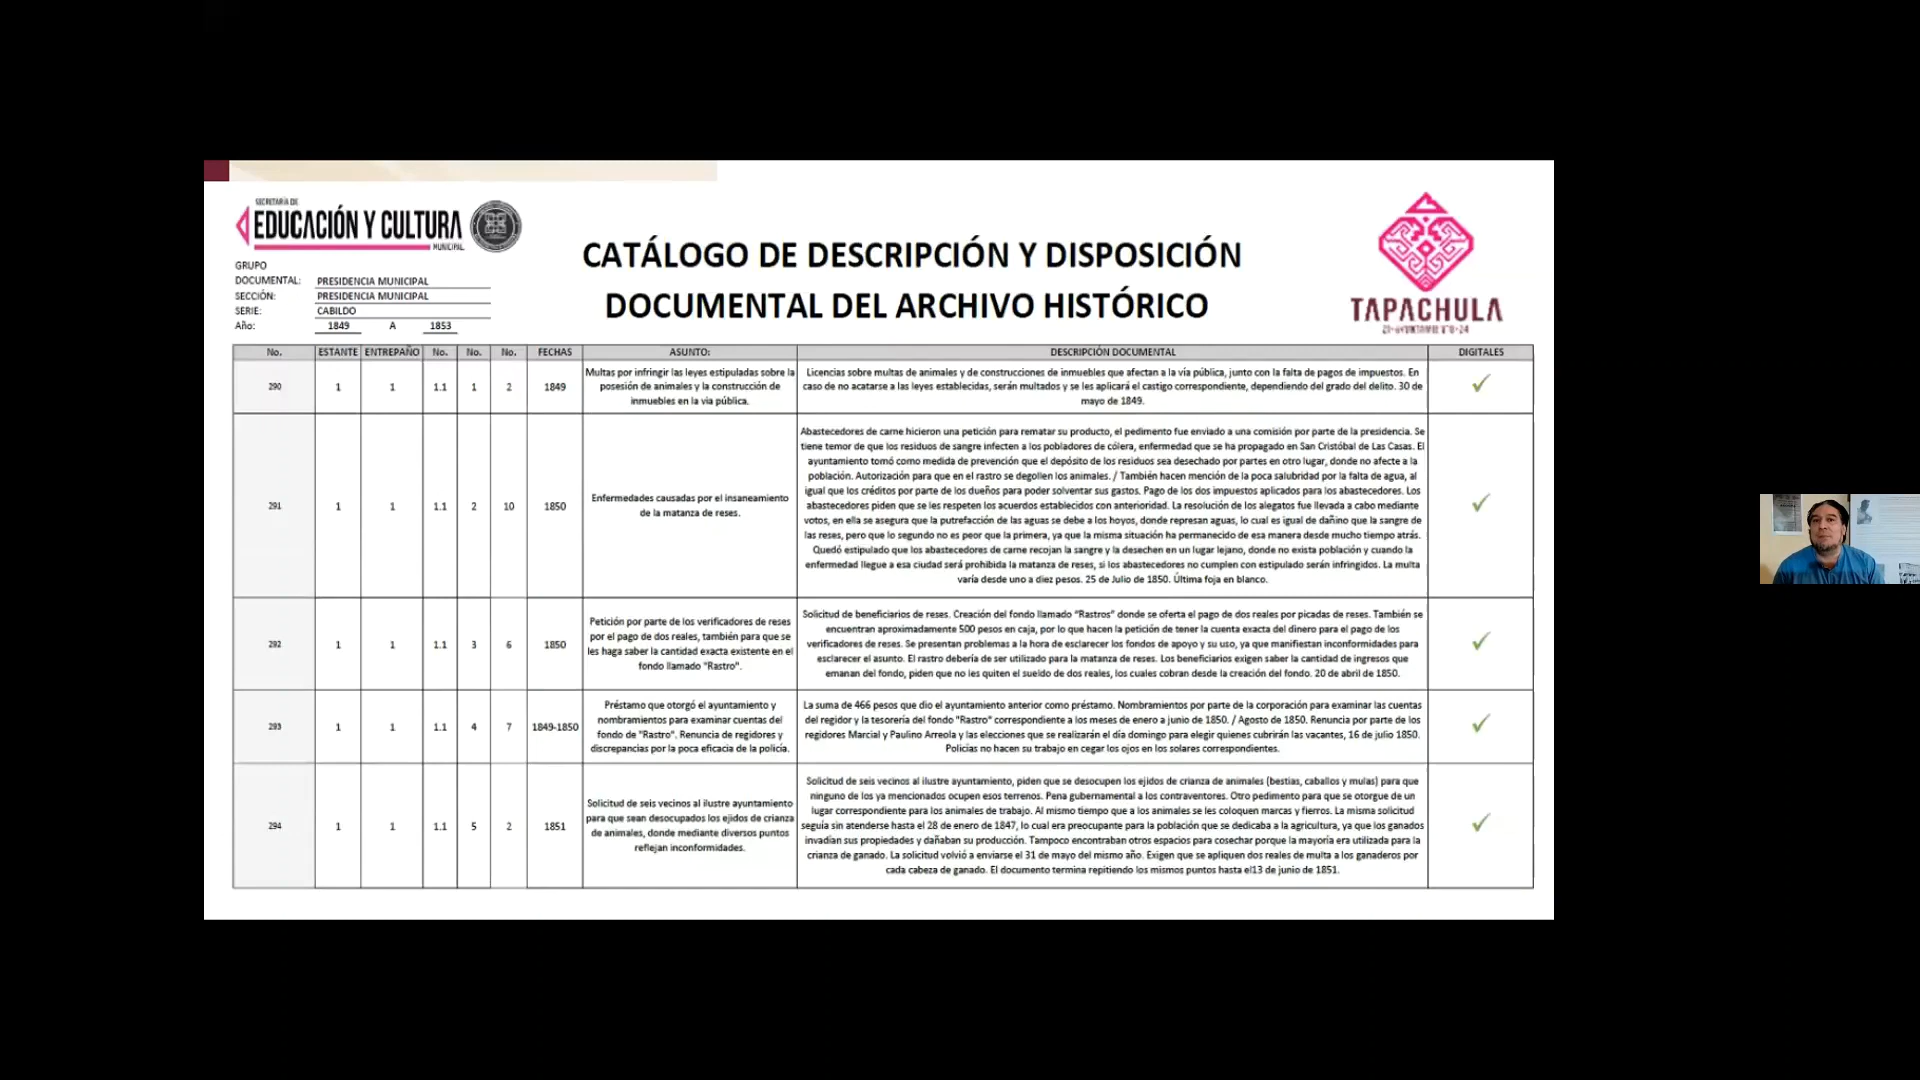 SECRETARÍA DE
EDUCACIÓN Y CULTURA
MUNICIPAL
CATÁLOGO DE DESCRIPCIÓN Y DISPOSICIÓN
DOCUMENTAL DEL ARCHIVO HISTÓRICO
TAPACHULA
GRUPO
DOCUMENTAL: PRESIDENCIA MUNICIPAL
SECCIÓN: PRESIDENCIA MUNICIPAL
SERIE: CABILDO
Año: 1849 A 1853
No. ESTANTE ENTREPAÑO No. No. No. FECHAS ASUNTO: DESCRIPCIÓN DOCUMENTAL DIGITALES
290 1 1 1.1 1 2 1849
Multas por infringir las leyes estipuladas sobre la
posesión de animales y la construcción de
inmuebles en la via pública.
Licencias sobre multas de animales y de construcciones de inmuebles que afectan a la vía pública, junto con la falta de pagos de impuestos. En
caso de no acatarse a las leyes establecidas, serán multados y se les aplicará el castigo correspondiente, dependiendo del grado del delito. 30 de
mayo de 1849.
✓
291 1 1 1.1 2 10 1850
Enfermedades causadas por el insaneamiento
de la matanza de reses.
Abastecedores de carne hicieron una petición para rematar su producto, el pedimento fue enviado a una comisión por parte de la presidencia. Se
tiene temor de que los residuos de sangre infecten a los pobladores de cólera, enfermedad que se ha propagado en San Cristóbal de Las Casas. El
ayuntamiento tomó como medida de prevención que el depósito de los residuos sea desechado por partes en otro lugar, donde no afecte a la
población. Autorización para que en el rastro se degollen los animales. / También hacen mención de la poca salubridad por la falta de agua, al
igual que los créditos por parte de los dueños para poder solventar sus gastos. Pago de los dos impuestos aplicados para los abastecedores. Los
abastecedores piden que se les respeten los acuerdos establecidos con anterioridad. La resolución de los alegatos fue llevada a cabo mediante
votos, en ella se asegura que la putrefacción de las aguas se debe a los hoyos, donde represan aguas, lo cual es igual de dañino que la sangre de
las reses, pero que lo segundo no es peor que la primera, ya que la misma situación ha permanecido de esa manera desde mucho tiempo atrás.
Quedó estipulado que los abastecedores de carne recojan la sangre y la desechen en un lugar lejano, donde no exista población y cuando la
enfermedad llegue a esa ciudad será prohibida la matanza de reses, si los abastecedores no cumplen con estipulado serán infringidos. La multa
varía desde uno a diez pesos. 25 de Julio de 1850. Última foja en blanco.
✓
292 1 1 1.1 3 6 1850
Petición por parte de los verificadores de reses
por el pago de dos reales, también para que se
les haga saber la cantidad exacta existente en el
fondo llamado "Rastro".
Solicitud de beneficiarios de reses. Creación del fondo llamado "Rastros" donde se oferta el pago de dos reales por picadas de reses. También se
encuentran aproximadamente 500 pesos en caja, por lo que hacen la petición de tener la cuenta exacta del dinero para el pago de los
verificadores de reses. Se presentan problemas a la hora de esclarecer los fondos de apoyo y su uso, ya que manifiestan inconformidades para
esclarecer el asunto. El rastro debería de ser utilizado para la matanza de reses. Los beneficiarios exigen saber la cantidad de ingresos que
emanan del fondo, piden que no les quiten el sueldo de dos reales, los cuales cobran desde la creación del fondo. 20 de abril de 1850.
✓
293 1 1 1.1 4 7 1849-1850
Préstamo que otorgó el ayuntamiento y
nombramientos para examinar cuentas del
fondo de "Rastro". Renuncia de regidores y
discrepancias por la poca eficacia de la policía.
La suma de 466 pesos que dio el ayuntamiento anterior como préstamo. Nombramientos por parte de la corporación para examinar las cuentas
del regidor y la tesorería del fondo "Rastro" correspondiente a los meses de enero a junio de 1850. / Agosto de 1850. Renuncia por parte de los
regidores Marcial y Paulino Arreola y las elecciones que se realizarán el día domingo para elegir quienes cubrirán las vacantes, 16 de julio 1850.
Policías no hacen su trabajo en cegar los ojos en los solares correspondientes.
✓
294 1 1 1.1 5 2 1851
Solicitud de seis vecinos al ilustre ayuntamiento
para que sean desocupados los ejidos de crianza
de animales, donde mediante diversos puntos
reflejan inconformidades.
Solicitud de seis vecinos al ilustre ayuntamiento, piden que se desocupen los ejidos de crianza de animales (bestias, caballos y mulas) para que
ninguno de los ya mencionados ocupen esos terrenos. Pena gubernamental a los contraventores. Otro pedimento para que se otorgue de un
lugar correspondiente para los animales de trabajo. Al mismo tiempo que a los animales se les coloquen marcas y fierros. La misma solicitud
seguía sin atenderse hasta el 28 de enero de 1847, lo cual era preocupante para la población que se dedicaba a la agricultura, ya que los ganados
invadían sus propiedades y dañaban su producción. Tampoco encontraban otros espacios para cosechar porque la mayoría era utilizada para la
crianza de ganado. La solicitud volvió a enviarse el 31 de mayo del mismo año. Exigen que se apliquen dos reales de multa a los ganaderos por
cada cabeza de ganado. El documento termina repitiendo los mismos puntos hasta el13 de junio de 1851.
✓